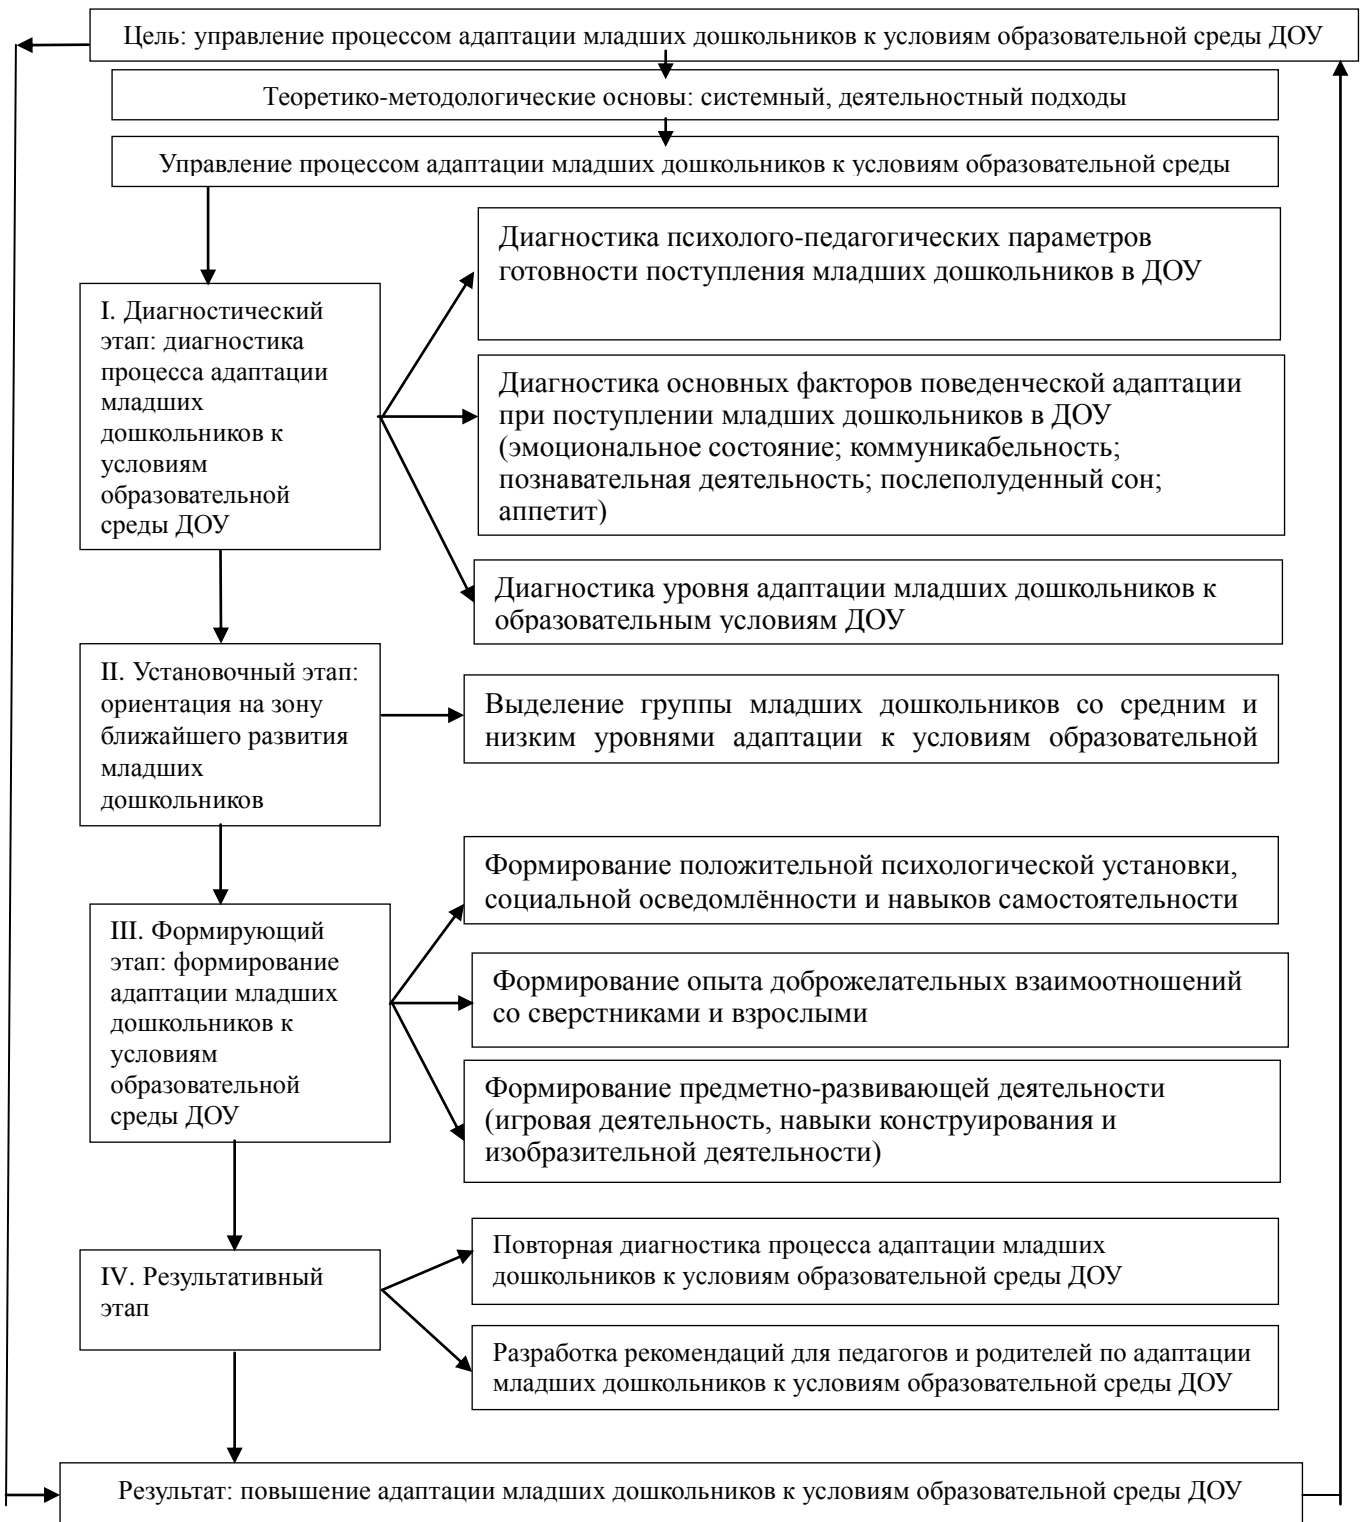 Цель: управление процессом адаптации младших дошкольников к условиям образовательной среды ДОУ
Теоретико-методологические основы: системный, деятельностный подходы
Управление процессом адаптации младших дошкольников к условиям образовательной среды
Диагностика психолого-педагогических параметров
готовности поступления младших дошкольников в ДОУ
I. Диагностический
этап: диагностика
процесса адаптации
младших
дошкольников к
условиям
образовательной
среды ДОУ
Диагностика основных факторов поведенческой адаптации
при поступлении младших дошкольников в ДОУ
(эмоциональное состояние; коммуникабельность;
познавательная деятельность; послеполуденный сон;
аппетит)
Диагностика уровня адаптации младших дошкольников к
образовательным условиям ДОУ
II. Установочный этап:
ориентация на зону
ближайшего развития
младших
дошкольников
Выделение группы младших дошкольников со средним и
низким уровнями адаптации к условиям образовательной
Формирование положительной психологической установки,
социальной осведомлённости и навыков самостоятельности
III. Формирующий
этап: формирование
адаптации младших
дошкольников к
условиям
образовательной
среды ДОУ
Формирование опыта доброжелательных взаимоотношений
со сверстниками и взрослыми
Формирование предметно-развивающей деятельности
(игровая деятельность, навыки конструирования и
изобразительной деятельности)
IV. Результативный
этап
Повторная диагностика процесса адаптации младших
дошкольников к условиям образовательной среды ДОУ
Разработка рекомендаций для педагогов и родителей по адаптации
младших дошкольников к условиям образовательной среды ДОУ
Результат: повышение адаптации младших дошкольников к условиям образовательной среды ДОУ